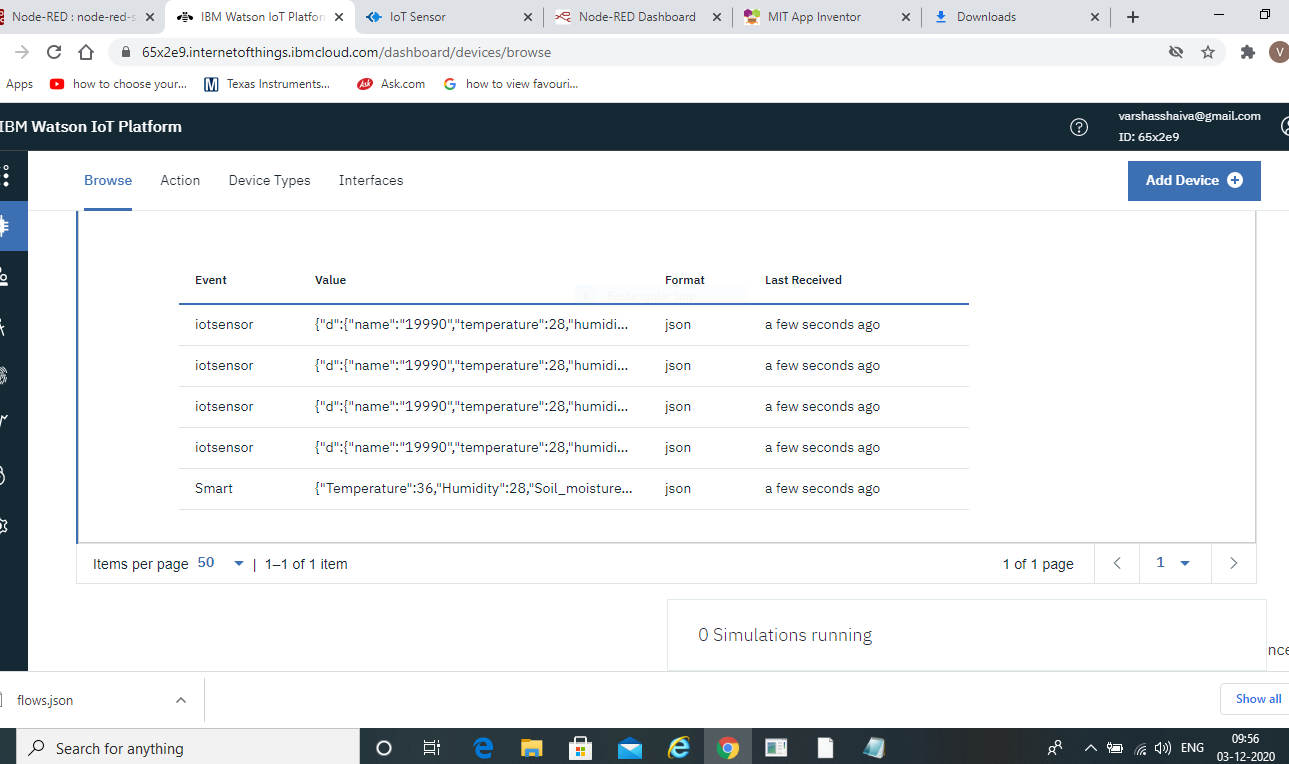 Node-RED : node-red-s IBM Watson IoT Platfor IoT Sensor Node-RED Dashboard MIT App Inventor Downloads
65x2e9.internetofthings.ibmcloud.com/dashboard/devices/browse V
Apps how to choose your... M Texas Instruments... Ask Ask.com G how to view favouri...
IBM Watson IoT Platform
varshasshaiva@gmail.com
ID: 65x2e9
Browse Action Device Types Interfaces Add Device
Event Value Format Last Received
iotsensor {"d":{"name":"19990","temperature":28,"humidi... json a few seconds ago
iotsensor {"d":{"name":"19990","temperature":28,"humidi... json a few seconds ago
iotsensor {"d":{"name":"19990","temperature":28,"humidi... json a few seconds ago
iotsensor {"d":{"name":"19990","temperature":28,"humidi... json a few seconds ago
Smart {"Temperature":36,"Humidity":28,"Soil_moisture... json a few seconds ago
Items per page 50 | 1–1 of 1 item 1 of 1 page 1
0 Simulations running
nce
flows.json Show all
Search for anything ENG 09:56
03-12-2020